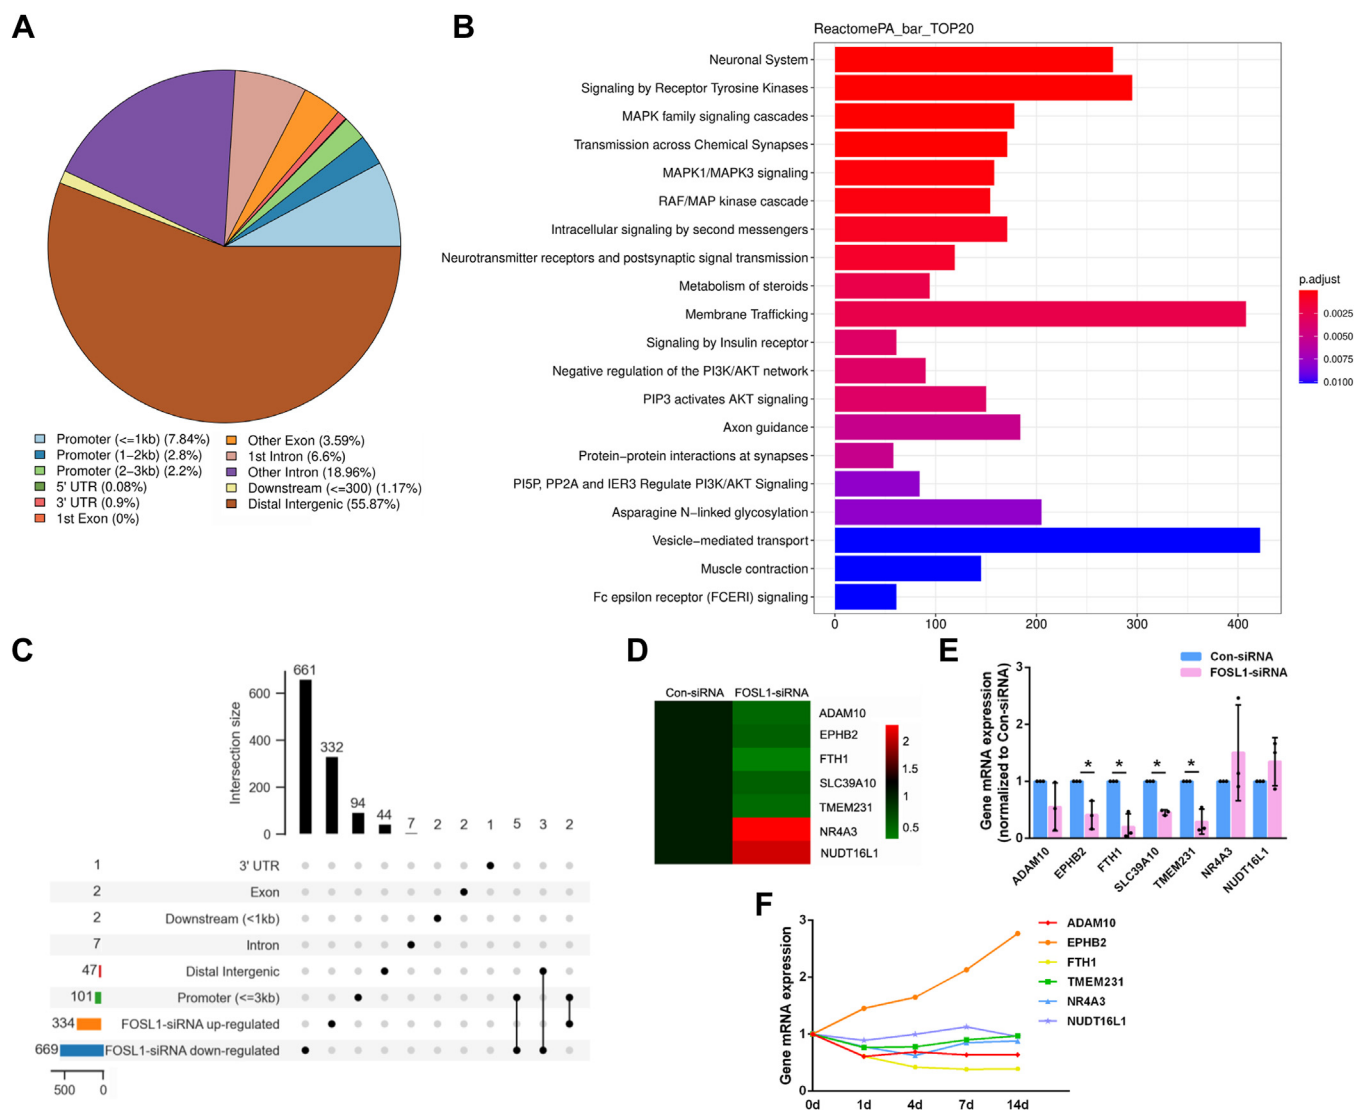 A
Promoter (<=1kb) (7.84%)
Promoter (1−2kb) (2.8%)
Promoter (2−3kb) (2.2%)
5' UTR (0.08%)
3' UTR (0.9%)
1st Exon (0%)
Other Exon (3.59%)
1st Intron (6.6%)
Other Intron (18.96%)
Downstream (<=300) (1.17%)
Distal Intergenic (55.87%)
B
ReactomePA_bar_TOP20
Neuronal System
Signaling by Receptor Tyrosine Kinases
MAPK family signaling cascades
Transmission across Chemical Synapses
MAPK1/MAPK3 signaling
RAF/MAP kinase cascade
Intracellular signaling by second messengers
Neurotransmitter receptors and postsynaptic signal transmission
Metabolism of steroids
Membrane Trafficking
Signaling by Insulin receptor
Negative regulation of the PI3K/AKT network
PIP3 activates AKT signaling
Axon guidance
Protein−protein interactions at synapses
PI5P, PP2A and IER3 Regulate PI3K/AKT Signaling
Asparagine N−linked glycosylation
Vesicle−mediated transport
Muscle contraction
Fc epsilon receptor (FCERI) signaling
0 100 200 300 400
p.adjust
0.0025
0.0050
0.0075
0.0100
C
Intersection size
600
400
200
0
661 332 94 44 7 2 2 1 5 3 2
1 3' UTR
2 Exon
2 Downstream (<1kb)
7 Intron
47 Distal Intergenic
101 Promoter (<=3kb)
334 FOSL1-siRNA up-regulated
669 FOSL1-siRNA down-regulated
500 0
D
Con-siRNA FOSL1-siRNA
ADAM10
EPHB2
FTH1
SLC39A10
TMEM231
NR4A3
NUDT16L1
2
1.5
1
0.5
E
Con-siRNA
FOSL1-siRNA
Gene mRNA expression
(normalized to Con-siRNA)
3
2
1
0
* * * *
ADAM10 EPHB2 FTH1 SLC39A10 TMEM231 NR4A3 NUDT16L1
F
Gene mRNA expression
3
2
1
0
0d 1d 4d 7d 14d
ADAM10
EPHB2
FTH1
TMEM231
NR4A3
NUDT16L1